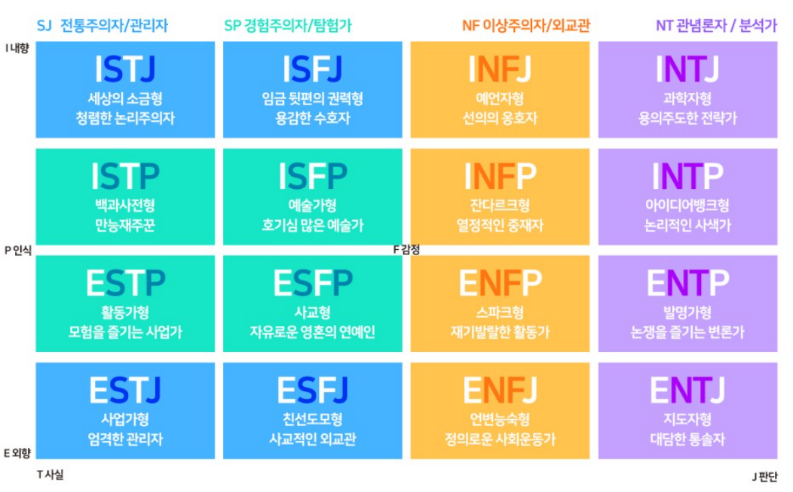 SJ 전통주의자/관리자
SP 경험주의자/탐험가
NF 이상주의자/외교관
NT 관념론자 / 분석가
I 내향
ISTJ
세상의 소금형
청렴한 논리주의자
ISFJ
임금 뒷편의 권력형
용감한 수호자
INFJ
예언자형
선의의 옹호자
INTJ
과학자형
용의주도한 전략가
ISTP
백과사전형
만능재주꾼
ISFP
예술가형
호기심 많은 예술가
INFP
잔다르크형
열정적인 중재자
INTP
아이디어뱅크형
논리적인 사색가
P 인식
F 감정
ESTP
활동가형
모험을 즐기는 사업가
ESFP
사교형
자유로운 영혼의 연예인
ENFP
스파크형
재기발랄한 활동가
ENTP
발명가형
논쟁을 즐기는 변론가
ESTJ
사업가형
엄격한 관리자
ESFJ
친선도모형
사교적인 외교관
ENFJ
언변능숙형
정의로운 사회운동가
ENTJ
지도자형
대담한 통솔자
E 외향
T 사실
J 판단